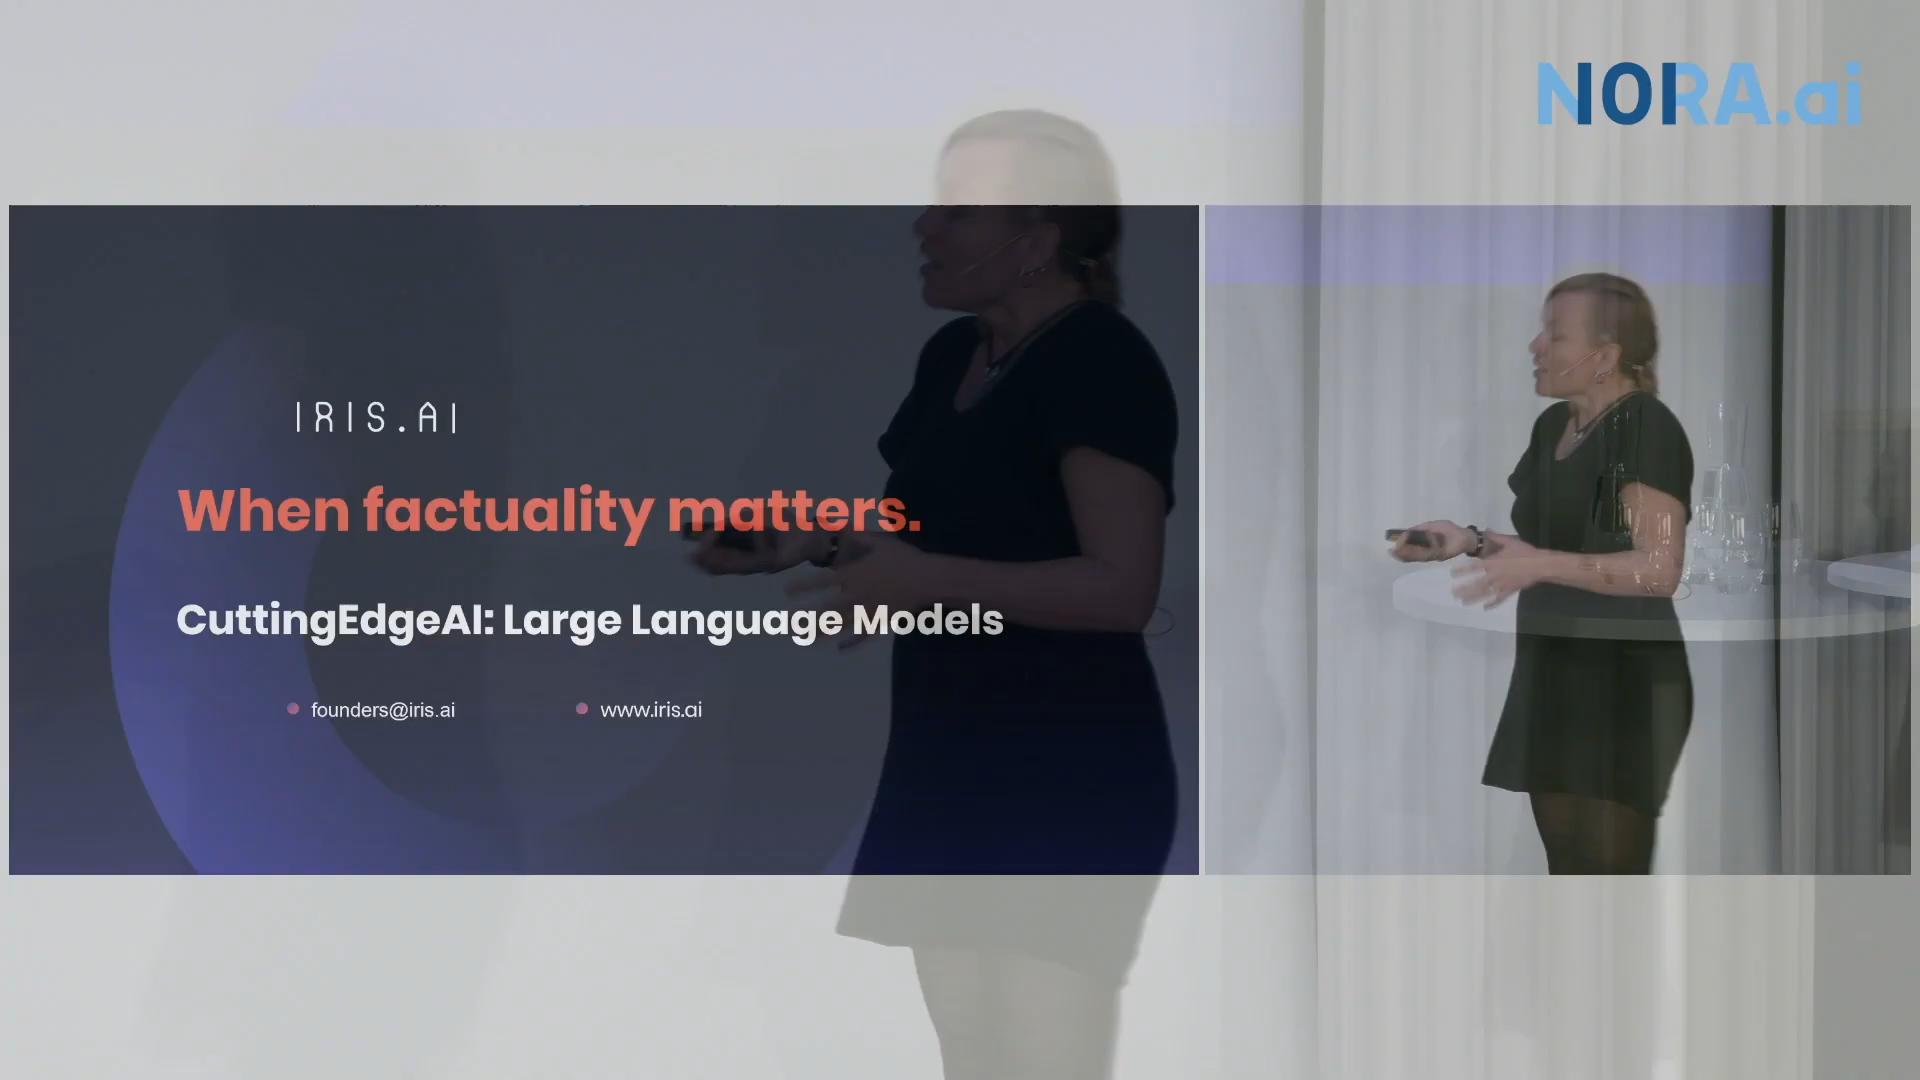 NORA.ai
IRIS.AI
When factuality matters.
CuttingEdgeAI: Large Language Models
founders@iris.ai
www.iris.ai